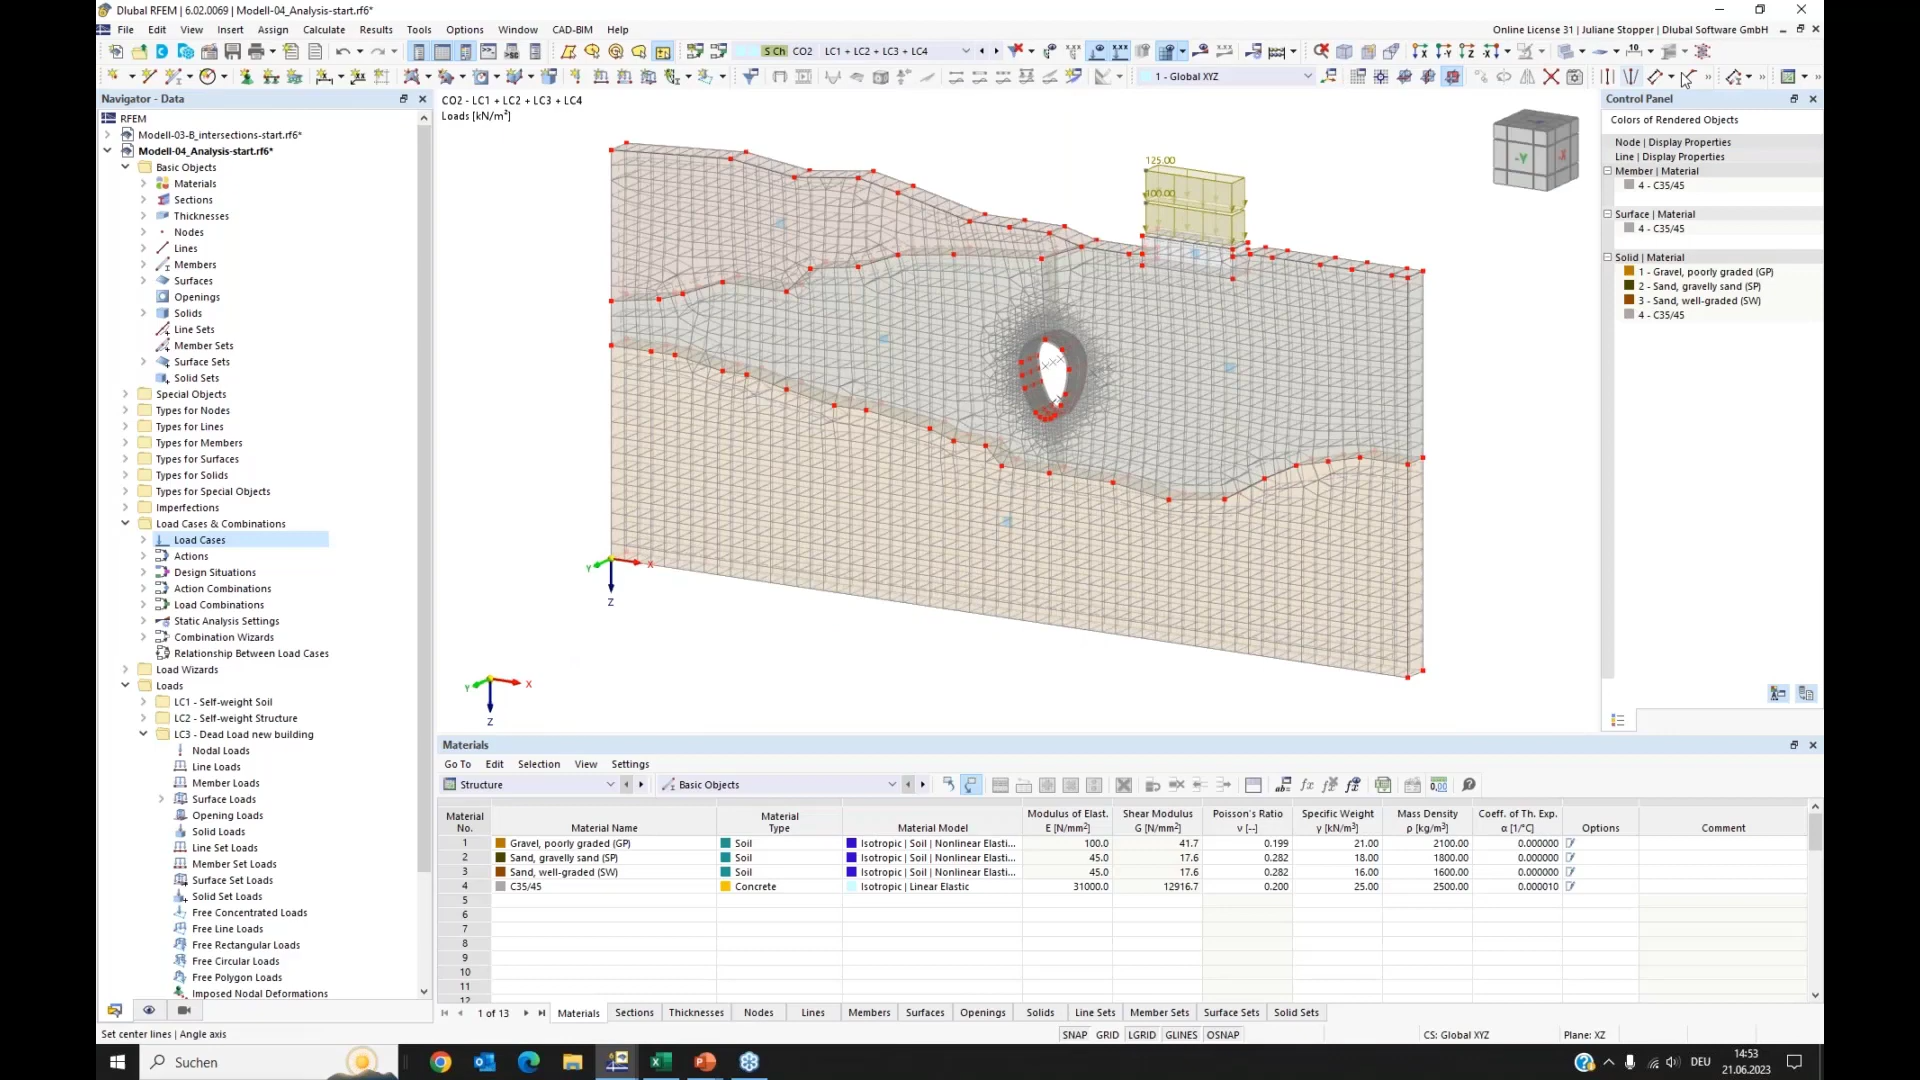 Dlubal RFEM | 6.02.0069 | Modell-04_Analysis-start.rf6*
File Edit View Insert Assign Calculate Results Tools Options Window CAD-BIM Help
Online License 31 | Juliane Stopper | Dlubal Software GmbH
S Ch CO2 LC1 + LC2 + LC3 + LC4
1 - Global XYZ
Navigator - Data
RFEM
Modell-03-B_intersections-start.rf6*
Modell-04_Analysis-start.rf6*
Basic Objects
Materials
Sections
Thicknesses
Nodes
Lines
Members
Surfaces
Openings
Solids
Line Sets
Member Sets
Surface Sets
Solid Sets
Special Objects
Types for Nodes
Types for Lines
Types for Members
Types for Surfaces
Types for Solids
Types for Special Objects
Imperfections
Load Cases & Combinations
Load Cases
Actions
Design Situations
Action Combinations
Load Combinations
Static Analysis Settings
Combination Wizards
Relationship Between Load Cases
Load Wizards
Loads
LC1 - Self-weight Soil
LC2 - Self-weight Structure
LC3 - Dead Load new building
Nodal Loads
Line Loads
Member Loads
Surface Loads
Opening Loads
Solid Loads
Line Set Loads
Member Set Loads
Surface Set Loads
Solid Set Loads
Free Concentrated Loads
Free Line Loads
Free Rectangular Loads
Free Circular Loads
Free Polygon Loads
Imposed Nodal Deformations
CO2 - LC1 + LC2 + LC3 + LC4
Loads [kN/m²]
125.00
100.00
-Y
-X
Y X
Z
Y X
Z
Control Panel
Colors of Rendered Objects
Node | Display Properties
Line | Display Properties
Member | Material
4 - C35/45
Surface | Material
4 - C35/45
Solid | Material
1 - Gravel, poorly graded (GP)
2 - Sand, gravelly sand (SP)
3 - Sand, well-graded (SW)
4 - C35/45
Materials
Go To Edit Selection View Settings
Structure Basic Objects
Material No. Material Name Material Type Material Model Modulus of Elast. E [N/mm²] Shear Modulus G [N/mm²] Poisson's Ratio ν [--] Specific Weight γ [kN/m³] Mass Density ρ [kg/m³] Coeff. of Th. Exp. α [1/°C] Options Comment
1 Gravel, poorly graded (GP) Soil Isotropic | Soil | Nonlinear Elasti... 100.0 41.7 0.199 21.00 2100.00 0.000000
2 Sand, gravelly sand (SP) Soil Isotropic | Soil | Nonlinear Elasti... 45.0 17.6 0.282 18.00 1800.00 0.000000
3 Sand, well-graded (SW) Soil Isotropic | Soil | Nonlinear Elasti... 45.0 17.6 0.282 16.00 1600.00 0.000000
4 C35/45 Concrete Isotropic | Linear Elastic 31000.0 12916.7 0.200 25.00 2500.00 0.000010
5
6
7
8
9
10
11
12
1 of 13 Materials Sections Thicknesses Nodes Lines Members Surfaces Openings Solids Line Sets Member Sets Surface Sets Solid Sets
Set center lines | Angle axis
SNAP GRID LGRID GLINES OSNAP
CS: Global XYZ Plane: XZ
Suchen
DEU
14:53
21.06.2023